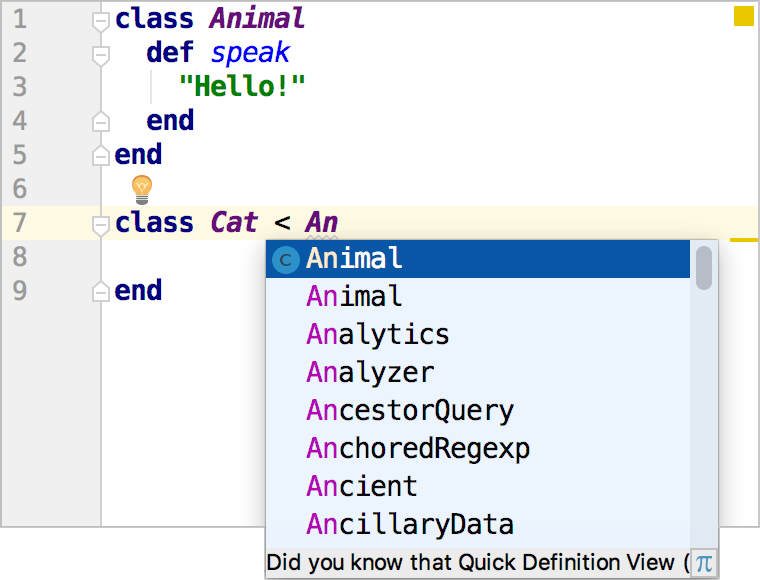 1 class Animal
2 def speak
3 "Hello!"
4 end
5 end
6
7 class Cat < An
8
9 end
C Animal
Animal
Analytics
Analyzer
AncestorQuery
AnchoredRegexp
Ancient
AncillaryData
Did you know that Quick Definition View ( π